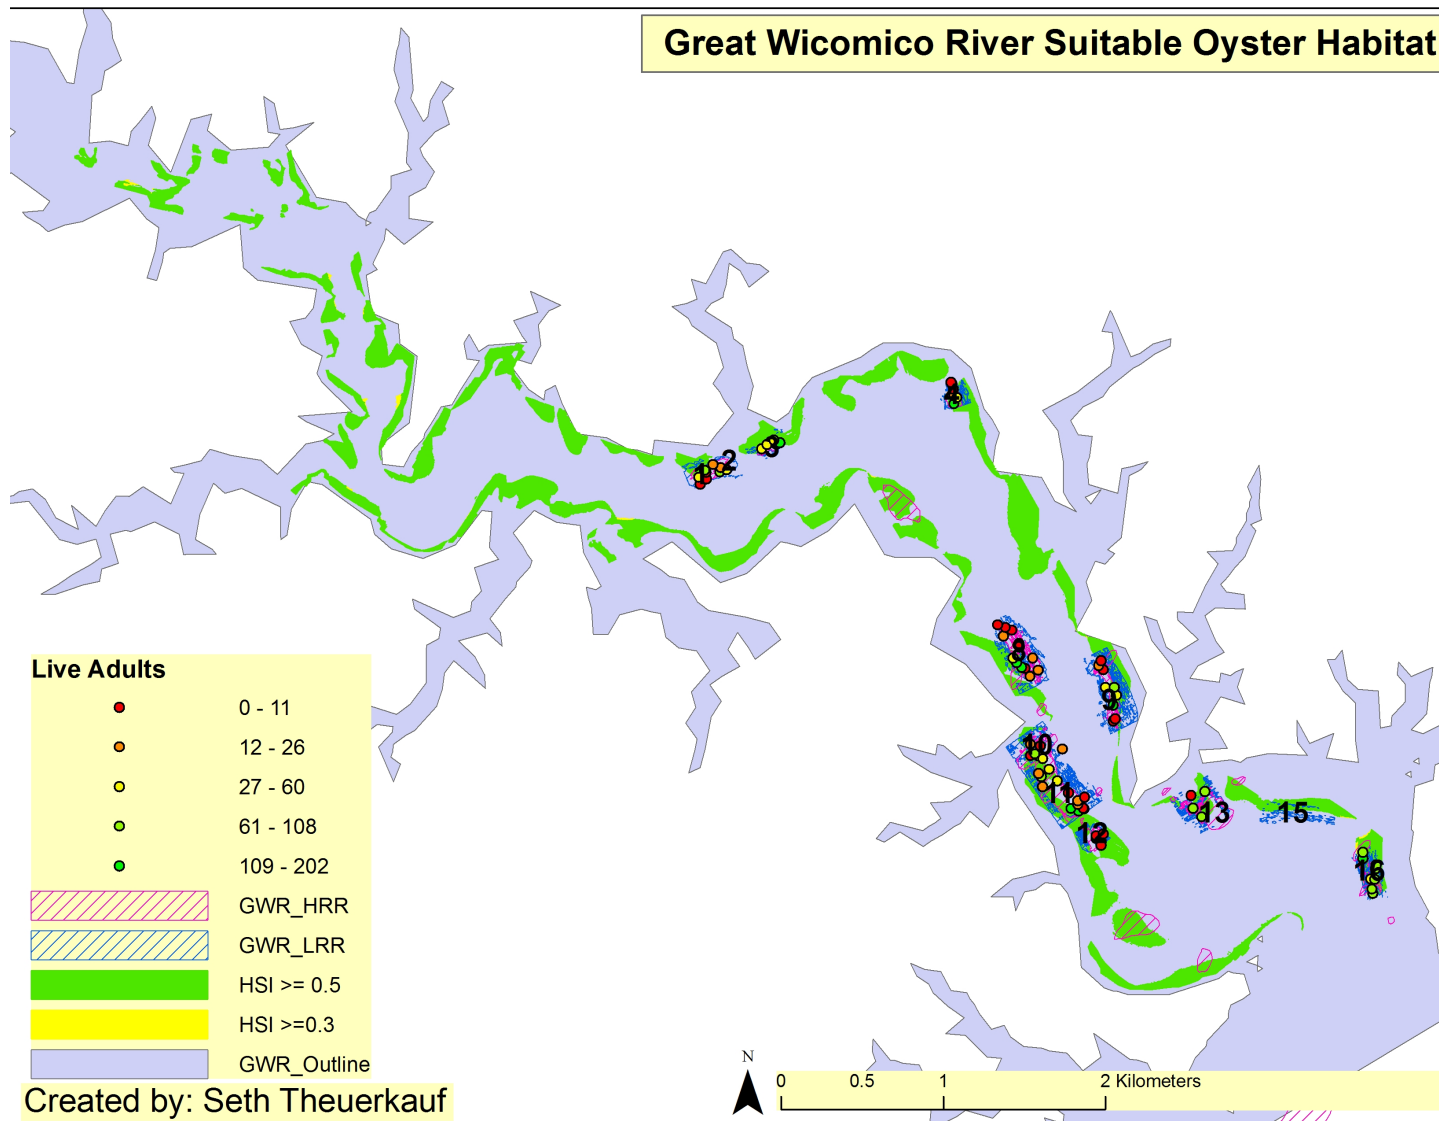 Great Wicomico River Suitable Oyster Habitat
4
2
3
1
8
9
10
11
12
13
15
16
Live Adults
0 - 11
12 - 26
27 - 60
61 - 108
109 - 202
GWR_HRR
GWR_LRR
HSI >= 0.5
HSI >=0.3
GWR_Outline
Created by: Seth Theuerkauf
N
0 0.5 1 2 Kilometers